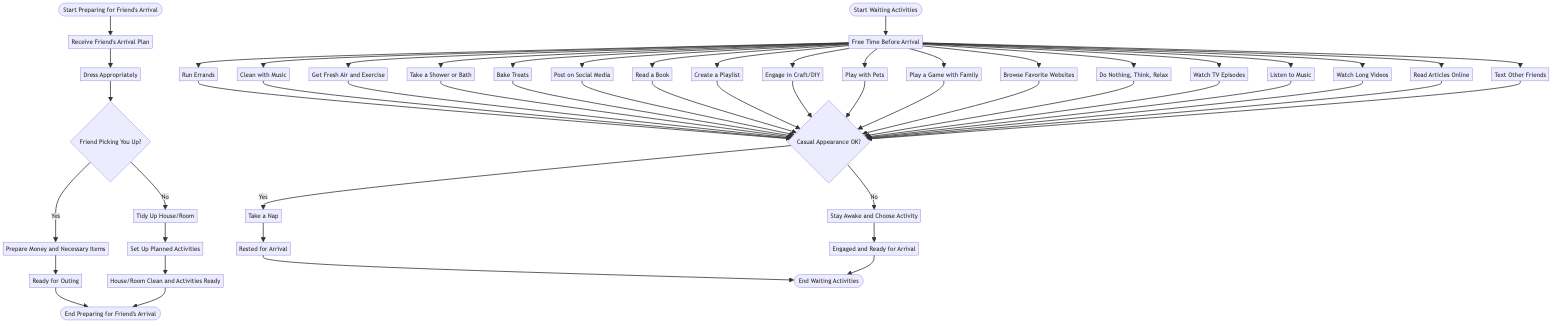 Start Preparing for Friend's Arrival
Start Waiting Activities
Receive Friend's Arrival Plan
Free Time Before Arrival
Dress Appropriately
Run Errands
Clean with Music
Get Fresh Air and Exercise
Take a Shower or Bath
Bake Treats
Post on Social Media
Read a Book
Create a Playlist
Engage in Craft/DIY
Play with Pets
Play a Game with Family
Browse Favorite Websites
Do Nothing, Think, Relax
Watch TV Episodes
Listen to Music
Watch Long Videos
Read Articles Online
Text Other Friends
Friend Picking You Up?
Casual Appearance OK?
Yes
No
Yes
No
Tidy Up House/Room
Take a Nap
Stay Awake and Choose Activity
Prepare Money and Necessary Items
Set Up Planned Activities
Rested for Arrival
Engaged and Ready for Arrival
Ready for Outing
House/Room Clean and Activities Ready
End Waiting Activities
End Preparing for Friend's Arrival